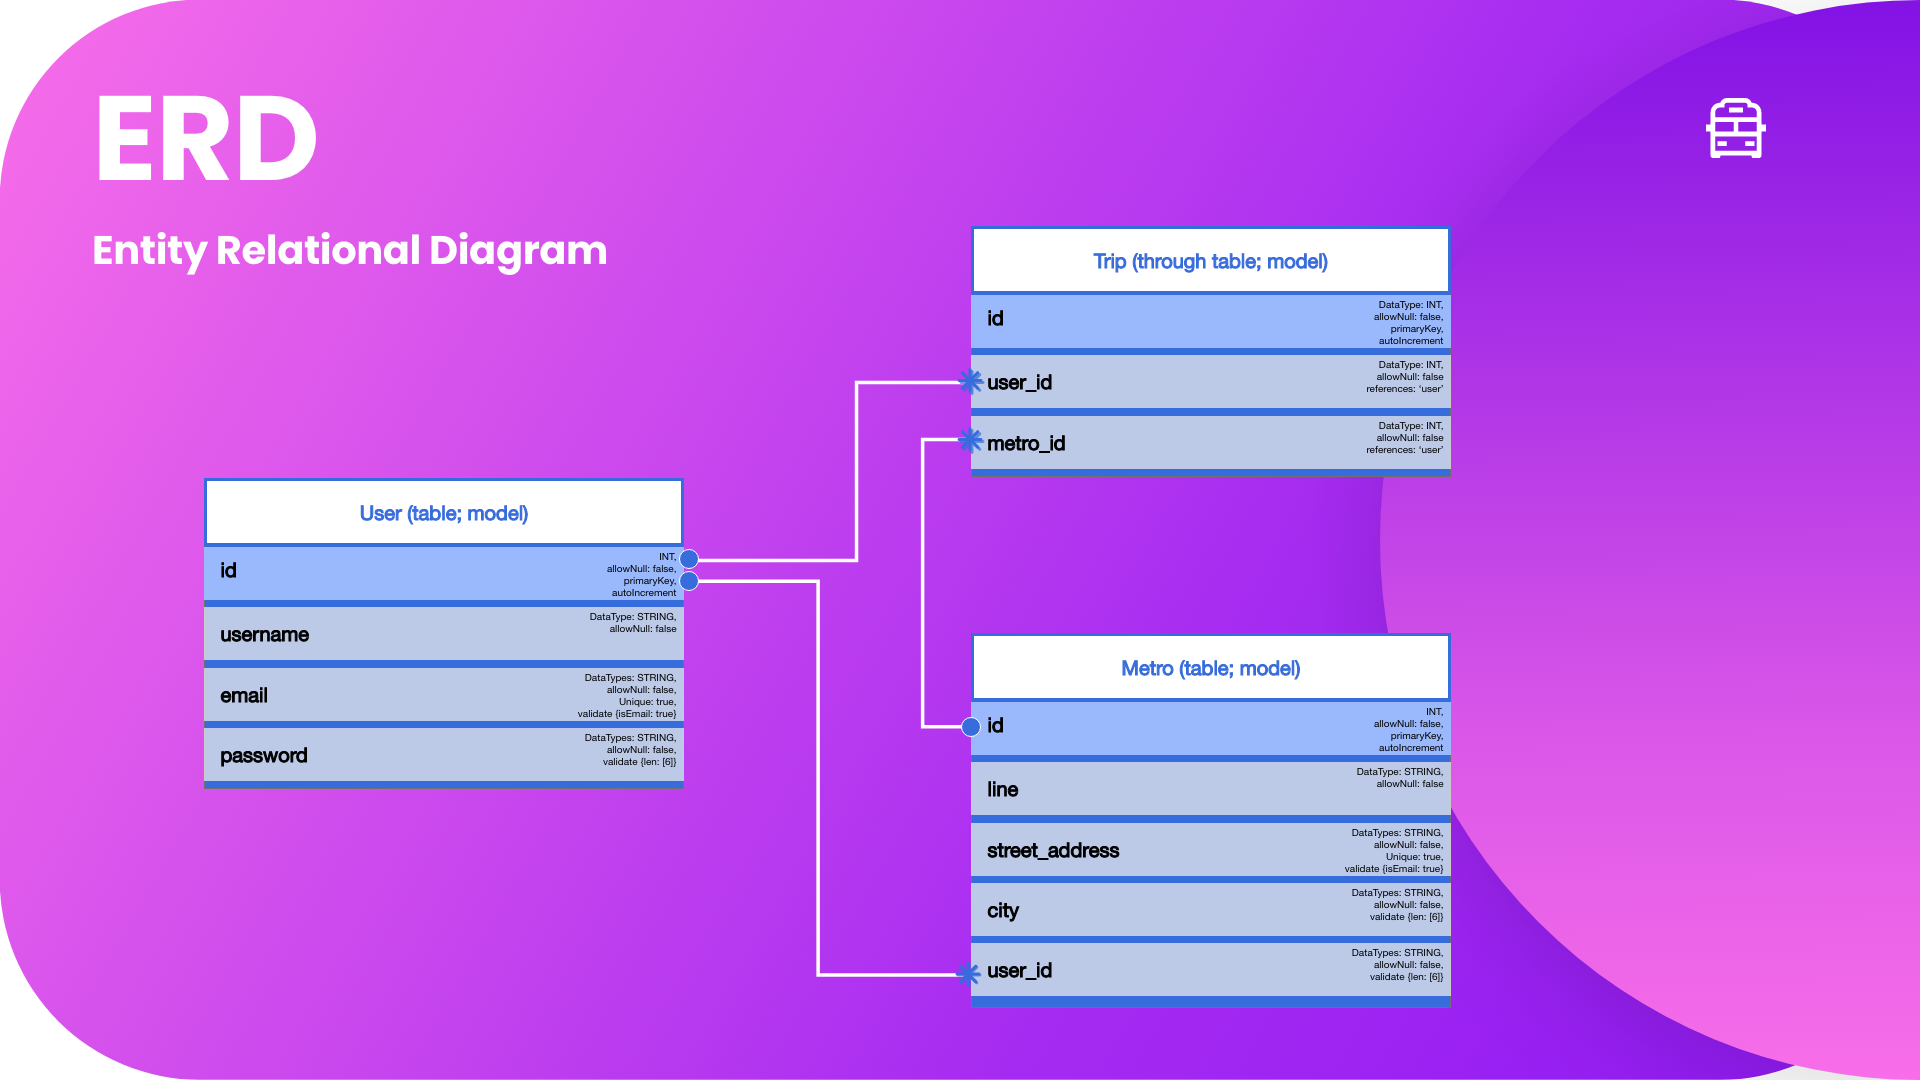 ERD
Entity Relational Diagram
Trip (through table; model)
id
DataType: INT,
allowNull: false,
primaryKey,
autoIncrement
user_id
DataType: INT,
allowNull: false
references: ‘user’
metro_id
DataType: INT,
allowNull: false
references: ‘user’
User (table; model)
id
INT,
allowNull: false,
primaryKey,
autoIncrement
username
DataType: STRING,
allowNull: false
email
DataTypes: STRING,
allowNull: false,
Unique: true,
validate {isEmail: true}
password
DataTypes: STRING,
allowNull: false,
validate {len: [6]}
Metro (table; model)
id
INT,
allowNull: false,
primaryKey,
autoIncrement
line
DataType: STRING,
allowNull: false
street_address
DataTypes: STRING,
allowNull: false,
Unique: true,
validate {isEmail: true}
city
DataTypes: STRING,
allowNull: false,
validate {len: [6]}
user_id
DataTypes: STRING,
allowNull: false,
validate {len: [6]}